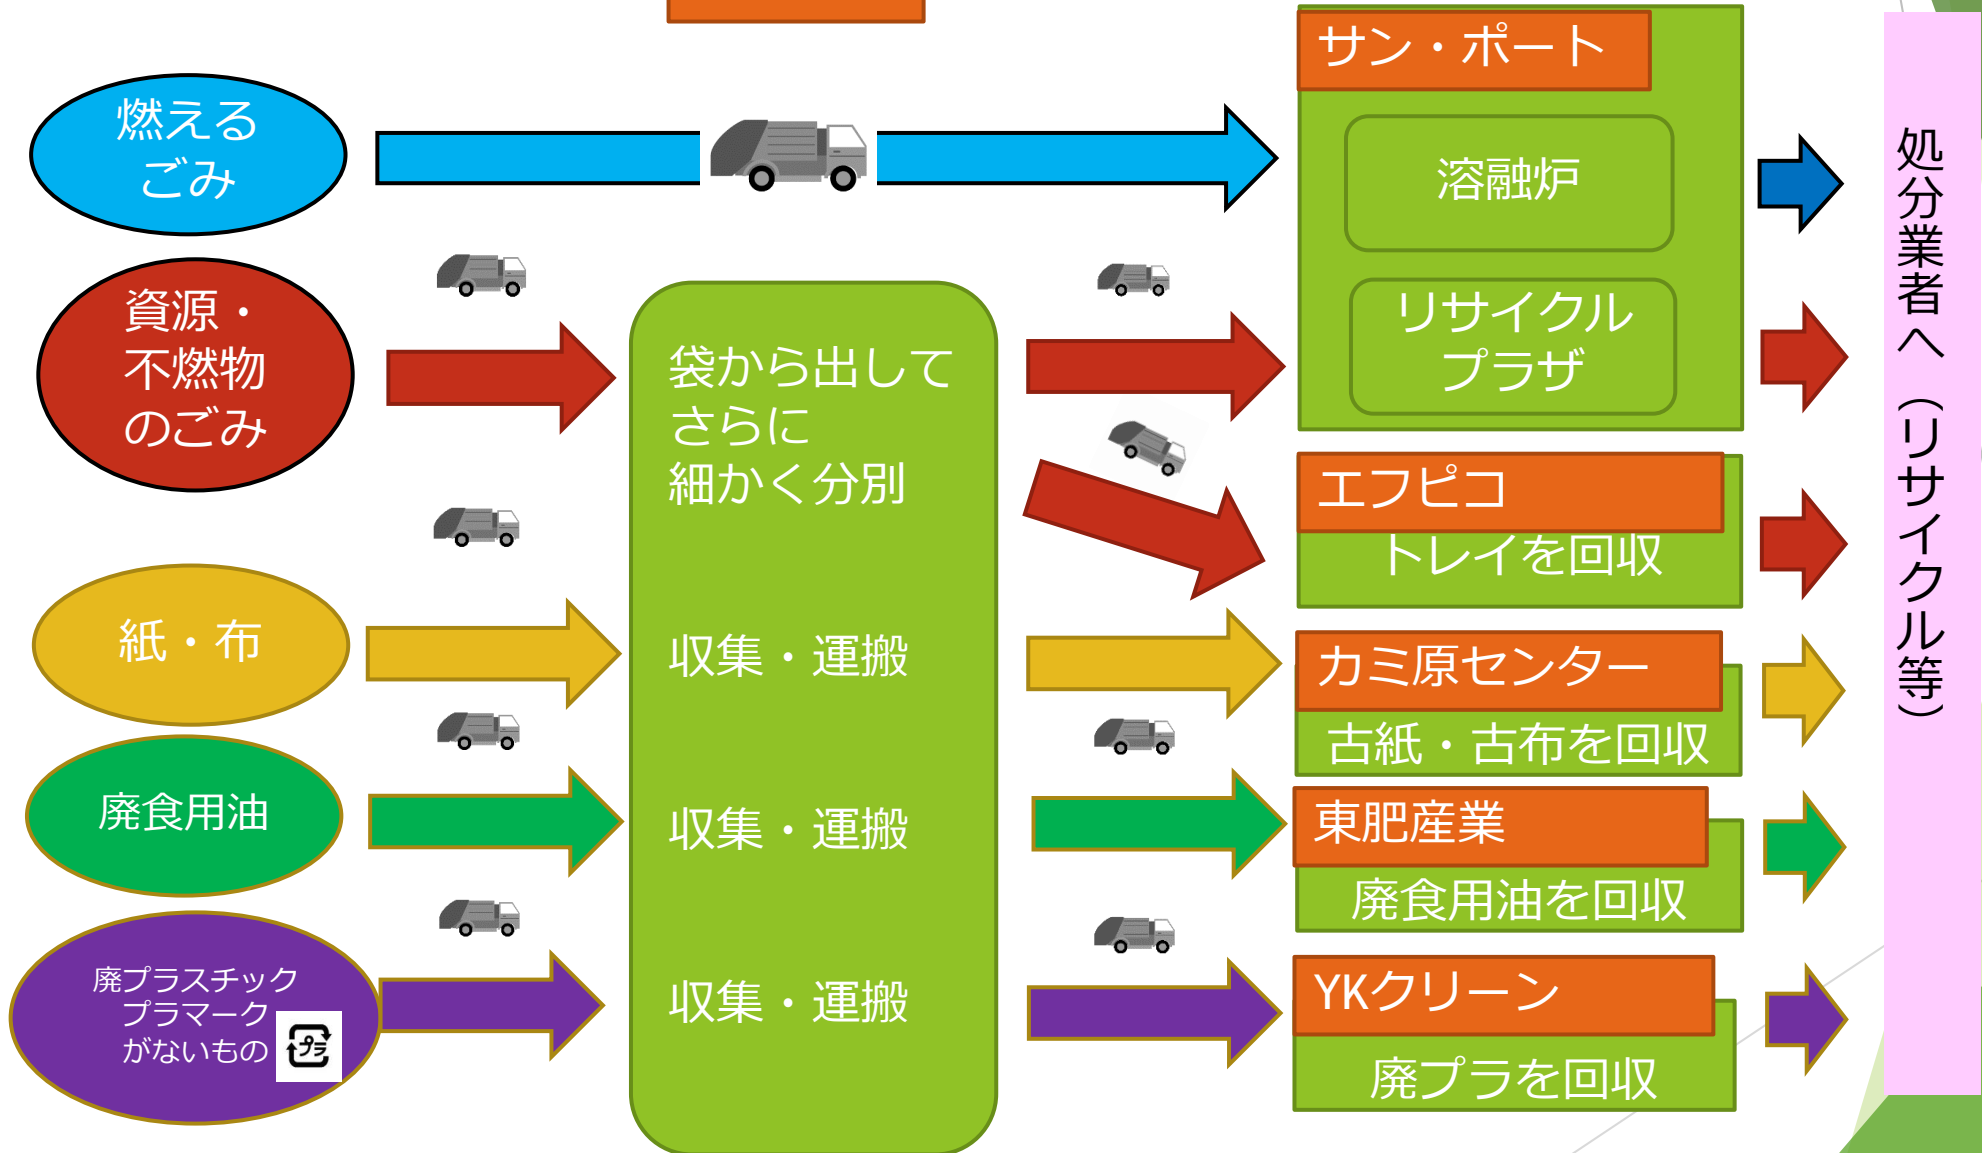 燃える
ごみ
資源・
不燃物
のごみ
紙・布
廃食用油
廃プラスチック
プラマーク
がないもの
プラ
袋から出して
さらに
細かく分別
収集・運搬
収集・運搬
収集・運搬
サン・ポート
溶融炉
リサイクル
プラザ
エフピコ
トレイを回収
カミ原センター
古紙・古布を回収
東肥産業
廃食用油を回収
YKクリーン
廃プラを回収
処分業者へ（リサイクル等）